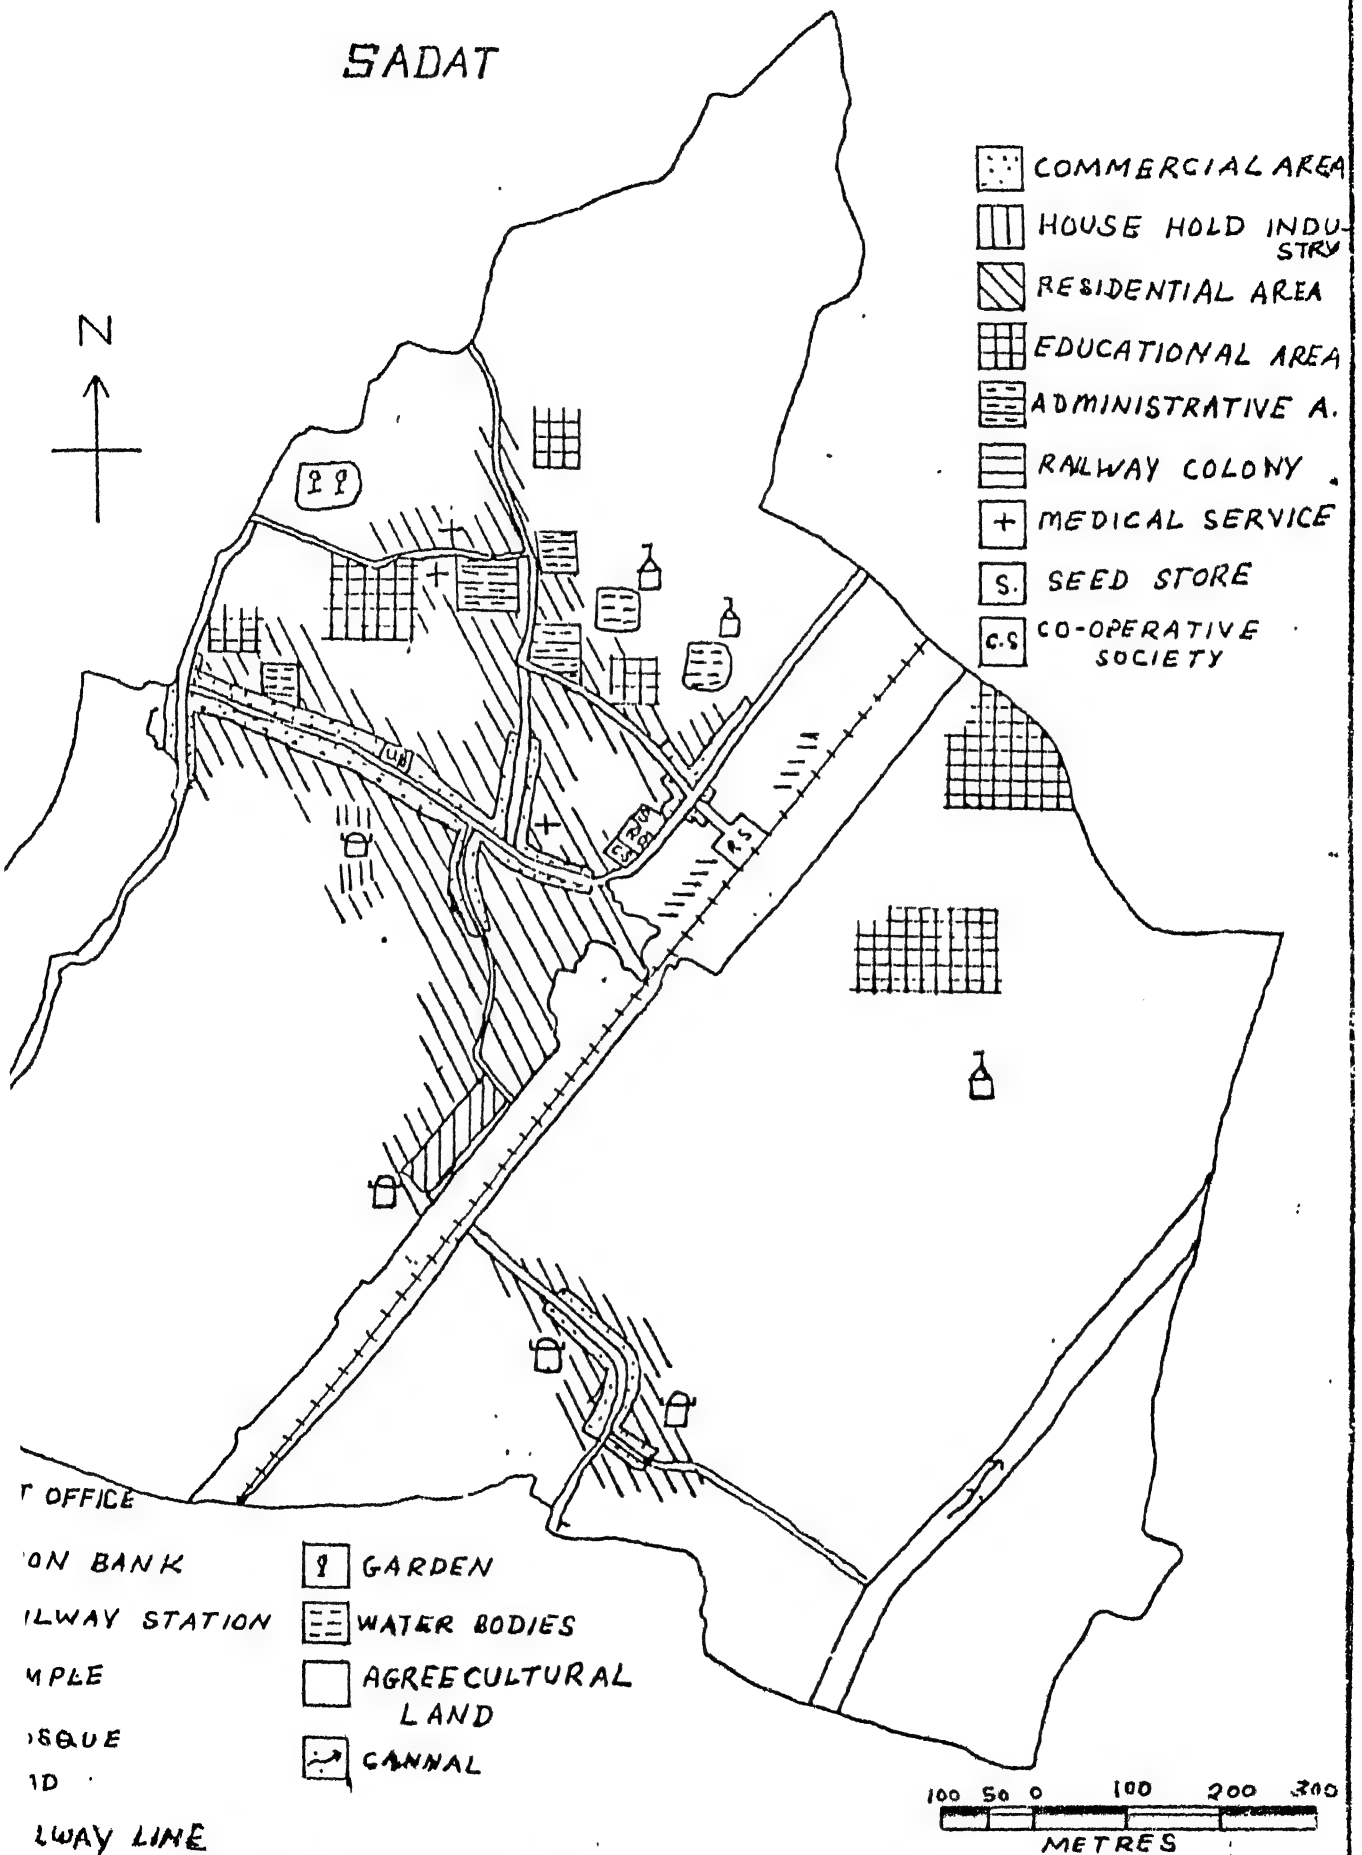 SADAT
COMMERCIAL AREA
HOUSE HOLD INDU-
STRY
RESIDENTIAL AREA
EDUCATIONAL AREA
ADMINISTRATIVE A.
RAILWAY COLONY
+ MEDICAL SERVICE
S. SEED STORE
C.S CO-OPERATIVE
SOCIETY
N
UB
R.S
T OFFICE
ON BANK
ILWAY STATION
MPLE
SQUE
D
LWAY LINE
GARDEN
WATER BODIES
AGREECULTURAL
LAND
CANNAL
100 50 0 100 200 300
METRES